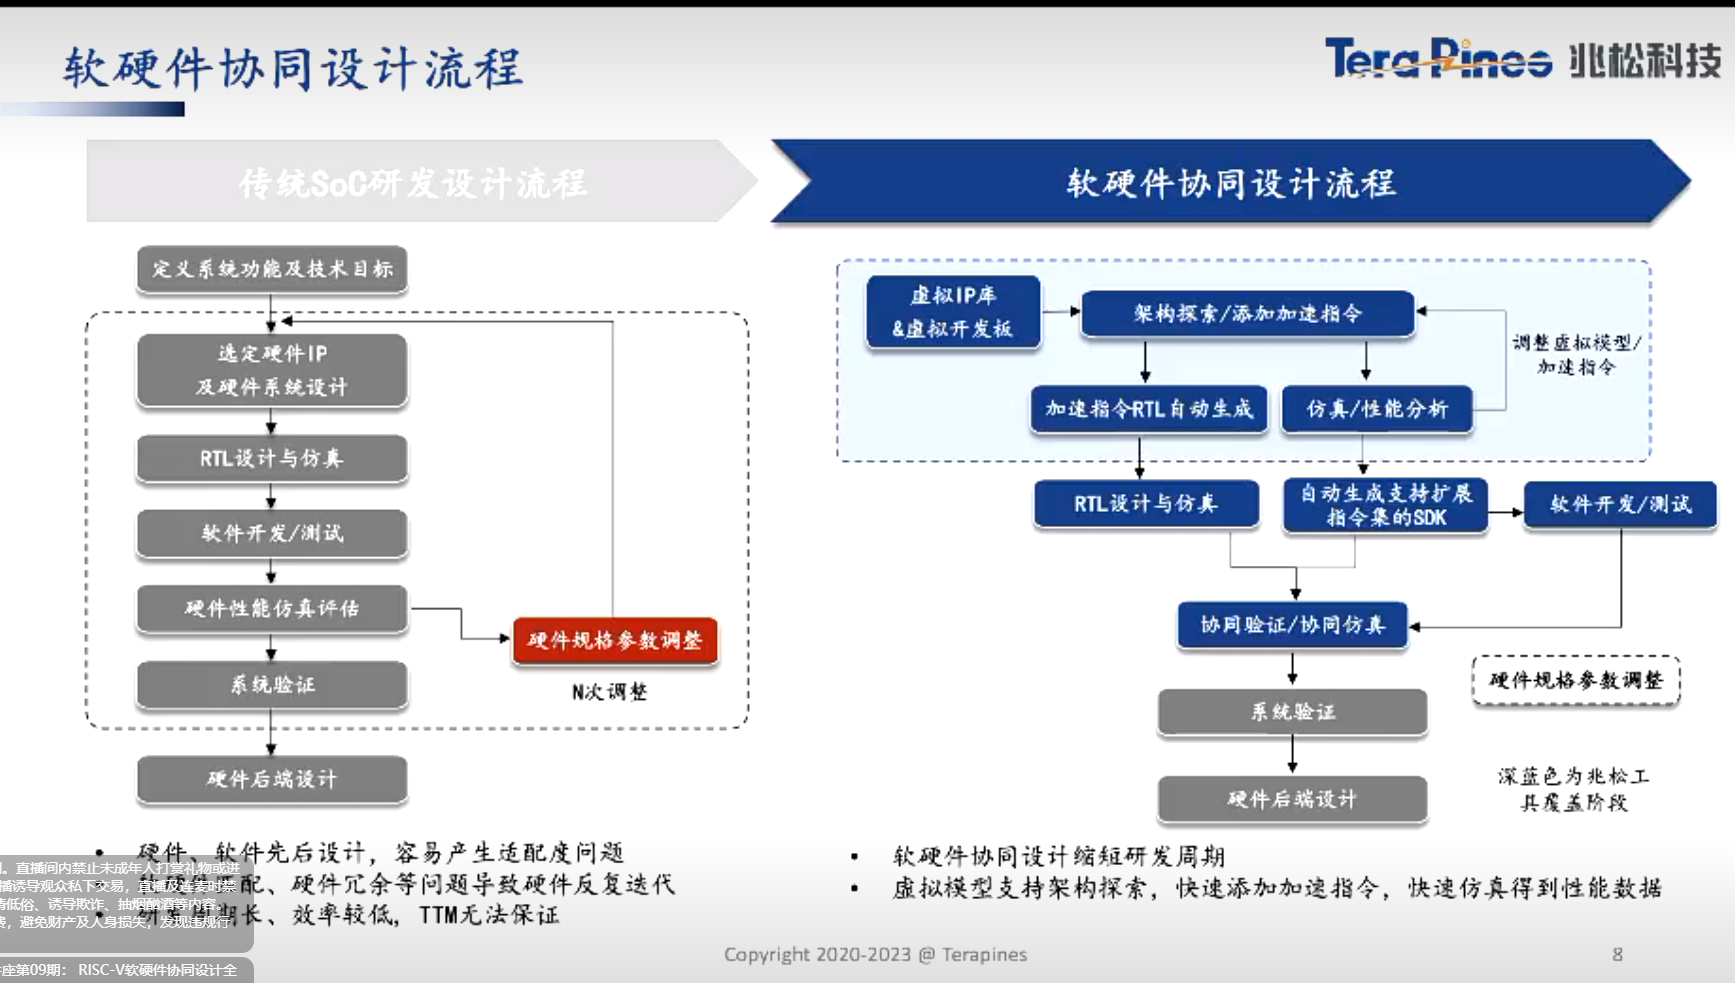 软硬件协同设计流程
Tera Pines 兆松科技
传统SoC研发设计流程
定义系统功能及技术目标
选定硬件IP
及硬件系统设计
RTL设计与仿真
软件开发/测试
硬件性能仿真评估
硬件规格参数调整
N次调整
系统验证
硬件后端设计
硬件、软件先后设计，容易产生适配度问题
配、硬件冗余等问题导致硬件反复迭代
长、效率较低，TTM无法保证
软硬件协同设计流程
虚拟IP库
&虚拟开发板
架构探索/添加加速指令
调整虚拟模型/
加速指令
加速指令RTL自动生成
仿真/性能分析
RTL设计与仿真
自动生成支持扩展
指令集的SDK
软件开发/测试
协同验证/协同仿真
硬件规格参数调整
系统验证
硬件后端设计
深蓝色为兆松工
具覆盖阶段
软硬件协同设计缩短研发周期
虚拟模型支持架构探索，快速添加加速指令，快速仿真得到性能数据
。直播间内禁止未成年人打赏礼物或进
播诱导观众私下交易，直播及连麦时禁
情低俗、诱导欺诈、抽烟酗酒等内容。
，避免财产及人身损失，发现违规行
座第09期： RISC-V软硬件协同设计全
Copyright 2020-2023 @ Terapines
8